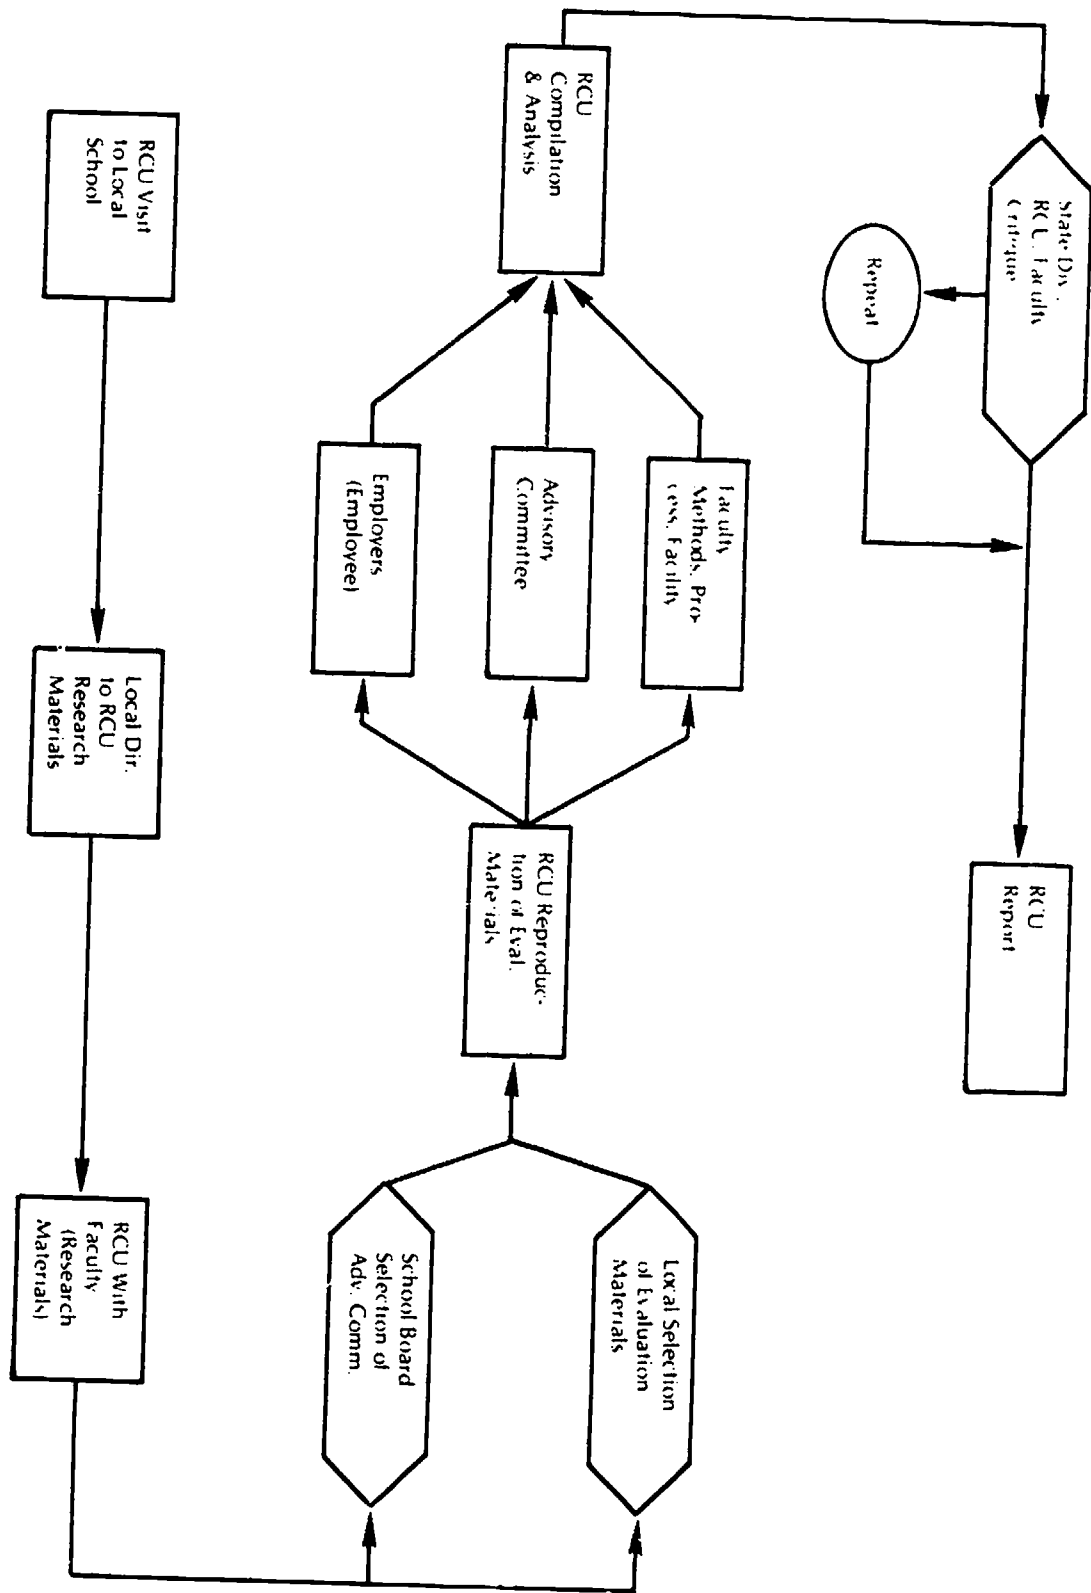 RCU Visit
to Local
School
Local Dir.
to RCU
Research
Materials
RCU With
Faculty
(Research
Materials)
School Board
Selection of
Adv. Comm.
Local Selection
of Evaluation
Materials
RCU Reproduc-
tion of Eval.
Materials
Employers
(Employee)
Advisory
Committee
Faculty
Methods, Pro-
cess, Facility
RCU
Compilation
& Analysis
State Div.,
RCU, Faculty
Criteque
Repeat
RCU
Report